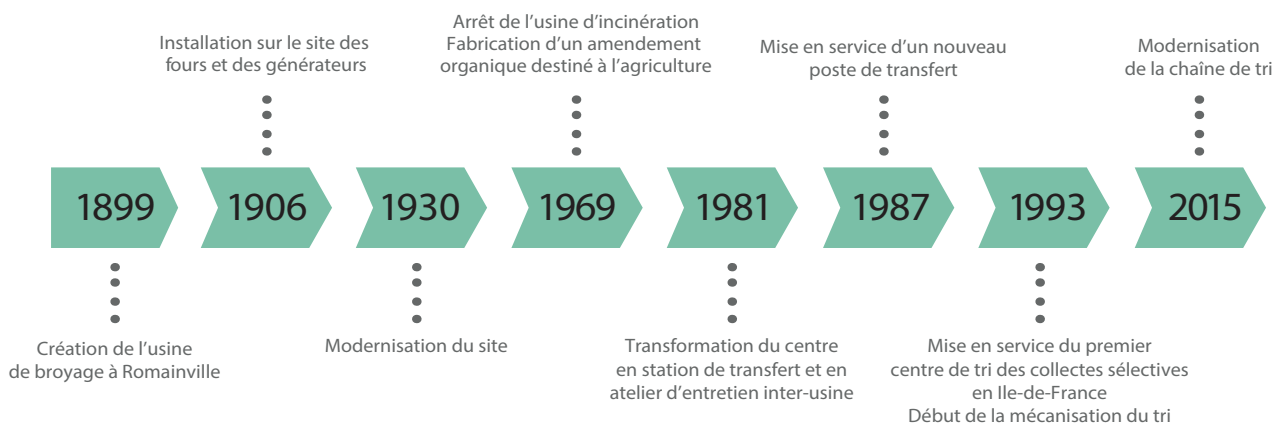 Installation sur le site des
fours et des générateurs
Arrêt de l’usine d’incinération
Fabrication d’un amendement
organique destiné à l’agriculture
Mise en service d’un nouveau
poste de transfert
Modernisation
de la chaîne de tri
1899
1906
1930
1969
1981
1987
1993
2015
Création de l’usine
de broyage à Romainville
Modernisation du site
Transformation du centre
en station de transfert et en
atelier d’entretien inter-usine
Mise en service du premier
centre de tri des collectes sélectives
en Ile-de-France
Début de la mécanisation du tri